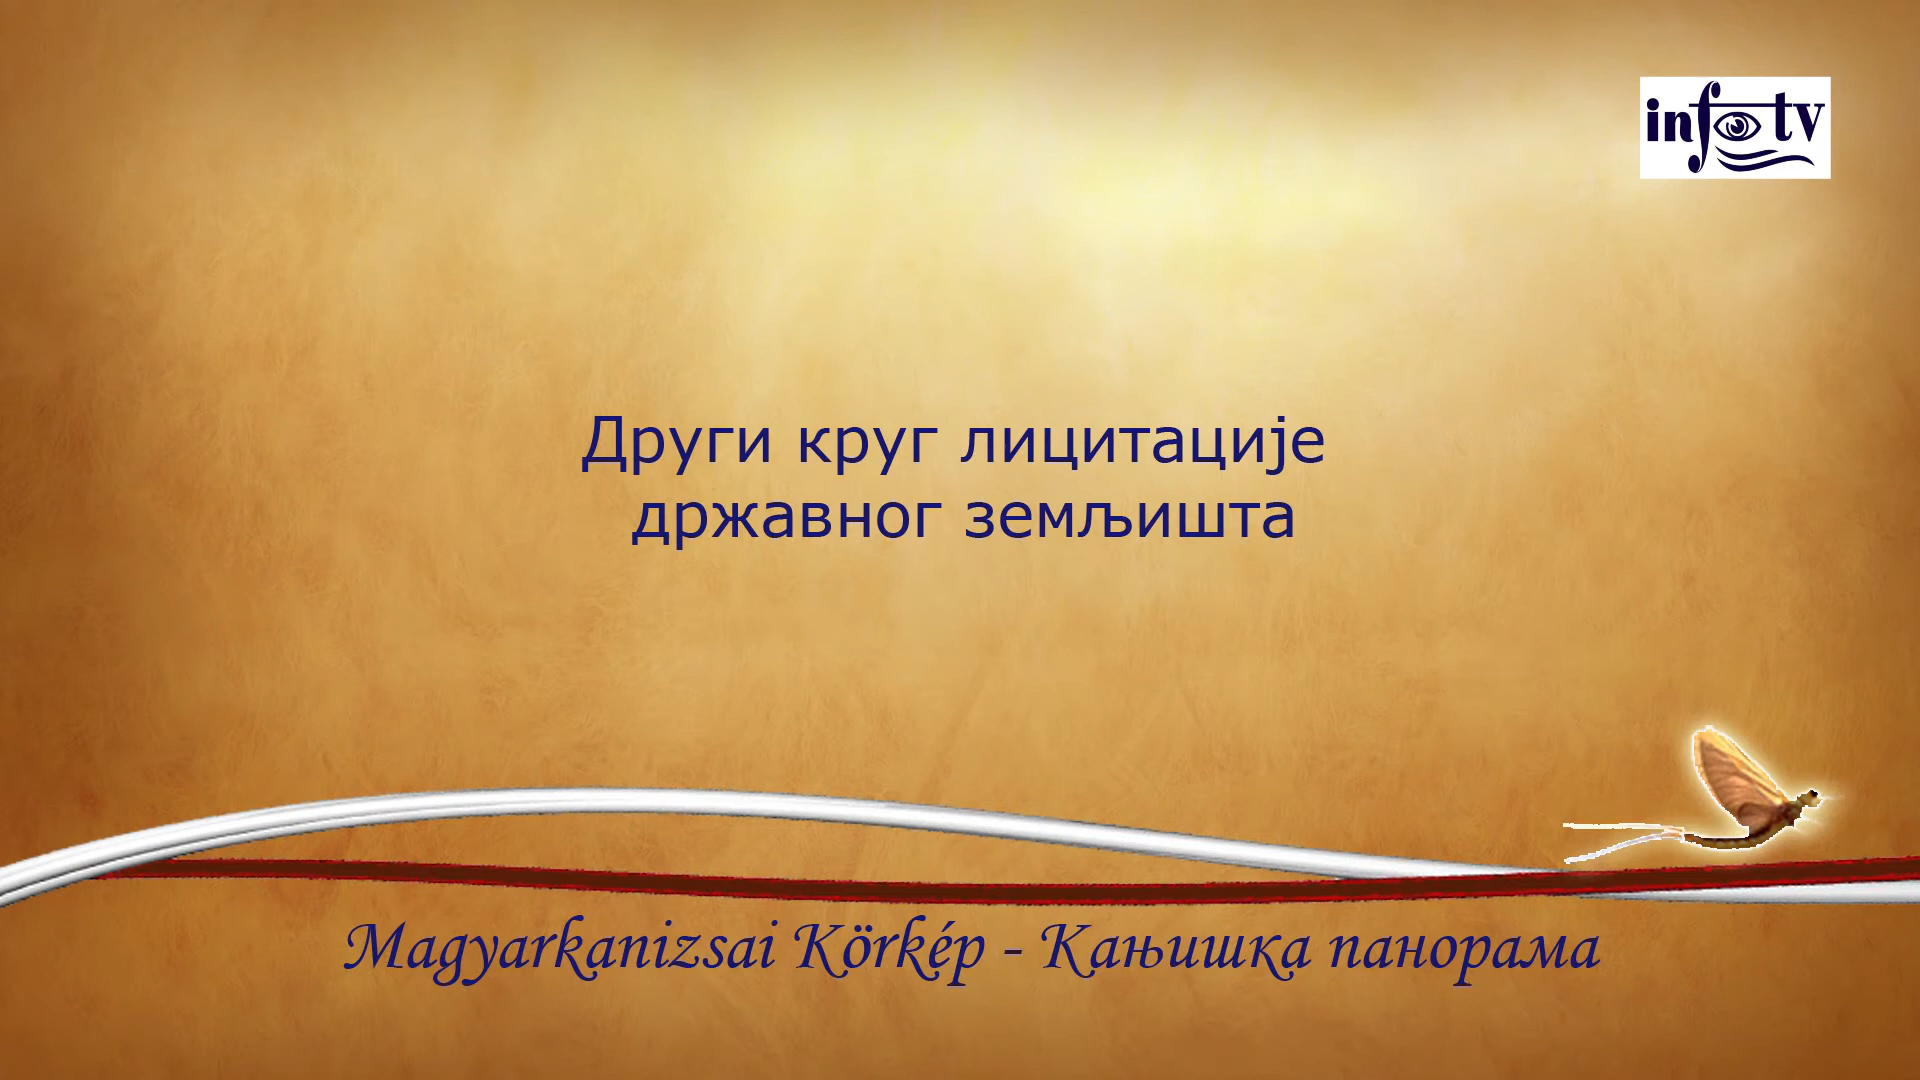 info tv
Други круг лицитације
државног земљишта
Magyarkanizsai Körkép - Кањишка панорама